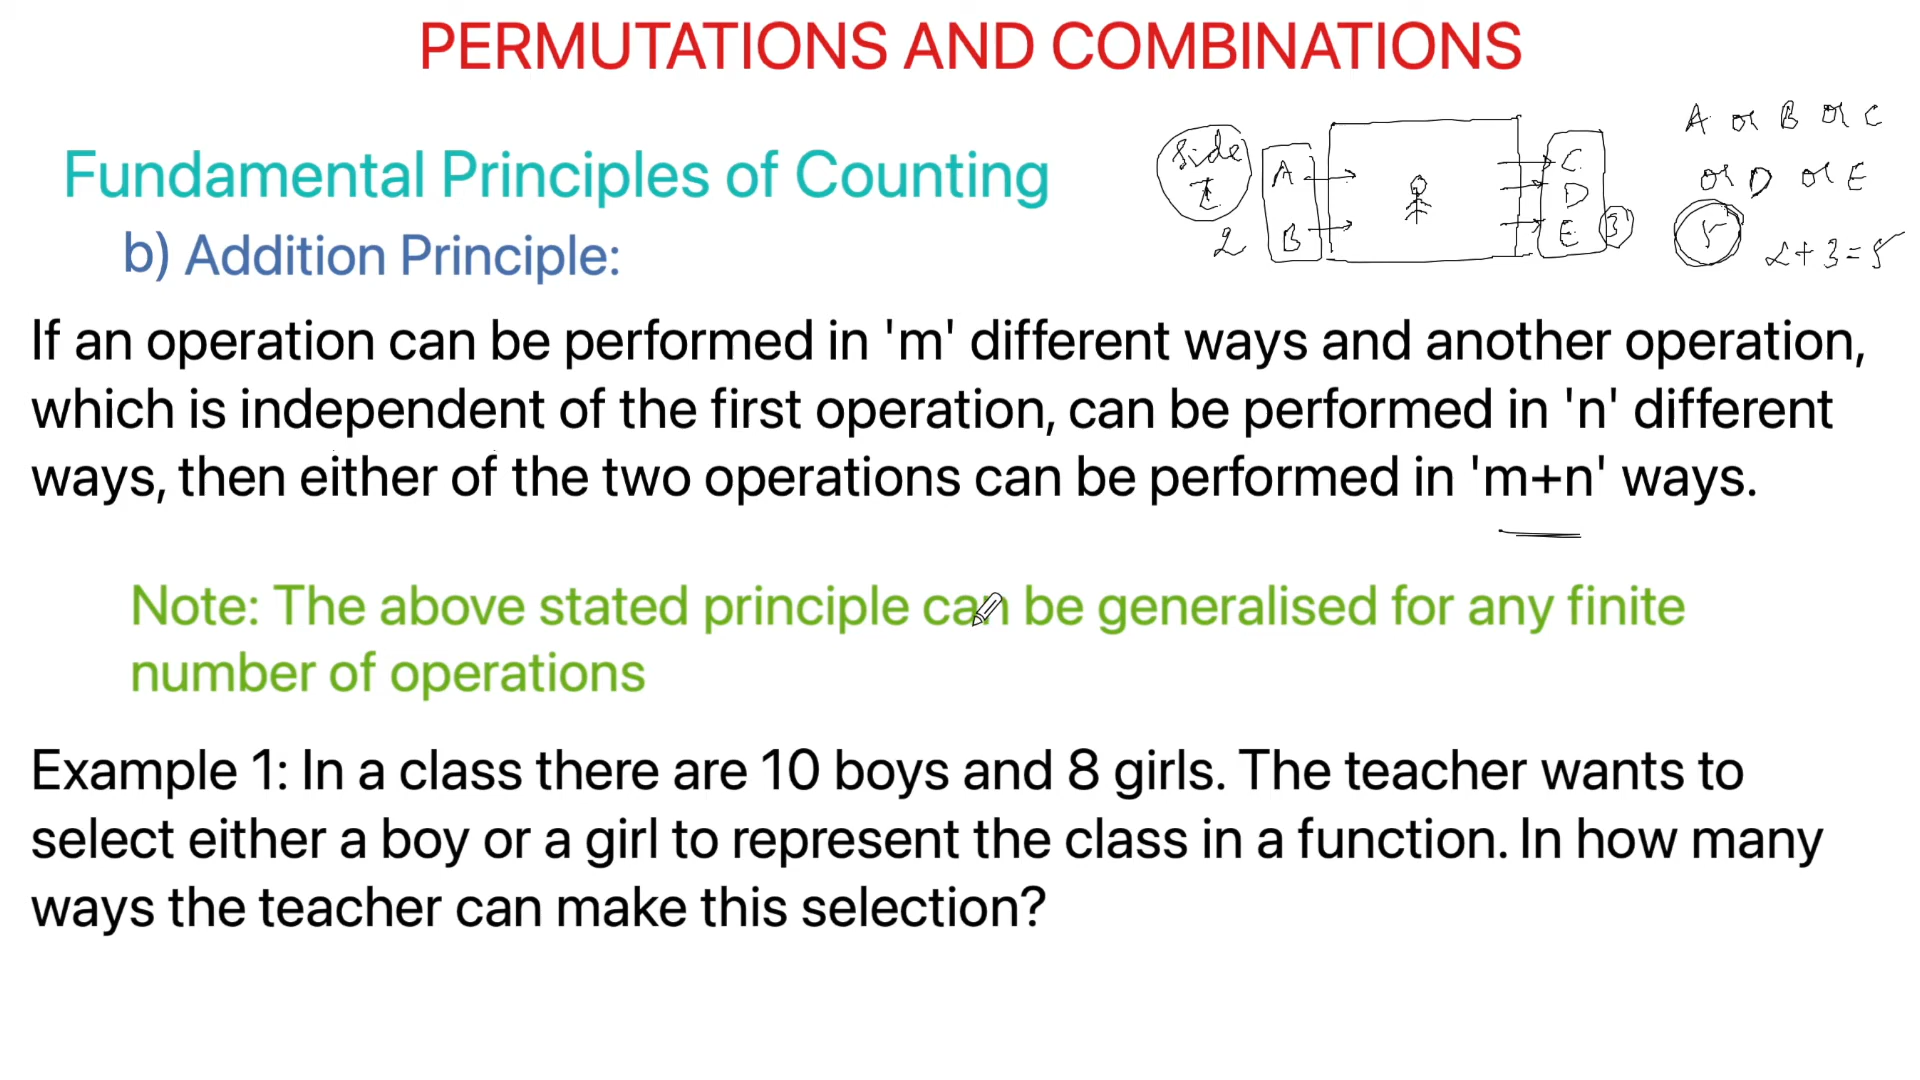 PERMUTATIONS AND COMBINATIONS
Fundamental Principles of Counting
b) Addition Principle:
Side
A
B
2
C
D
E
3
A or B or C
or D or E
5
2+3=5
If an operation can be performed in 'm' different ways and another operation,
which is independent of the first operation, can be performed in 'n' different
ways, then either of the two operations can be performed in 'm+n' ways.
Note: The above stated principle can be generalised for any finite
number of operations
Example 1: In a class there are 10 boys and 8 girls. The teacher wants to
select either a boy or a girl to represent the class in a function. In how many
ways the teacher can make this selection?